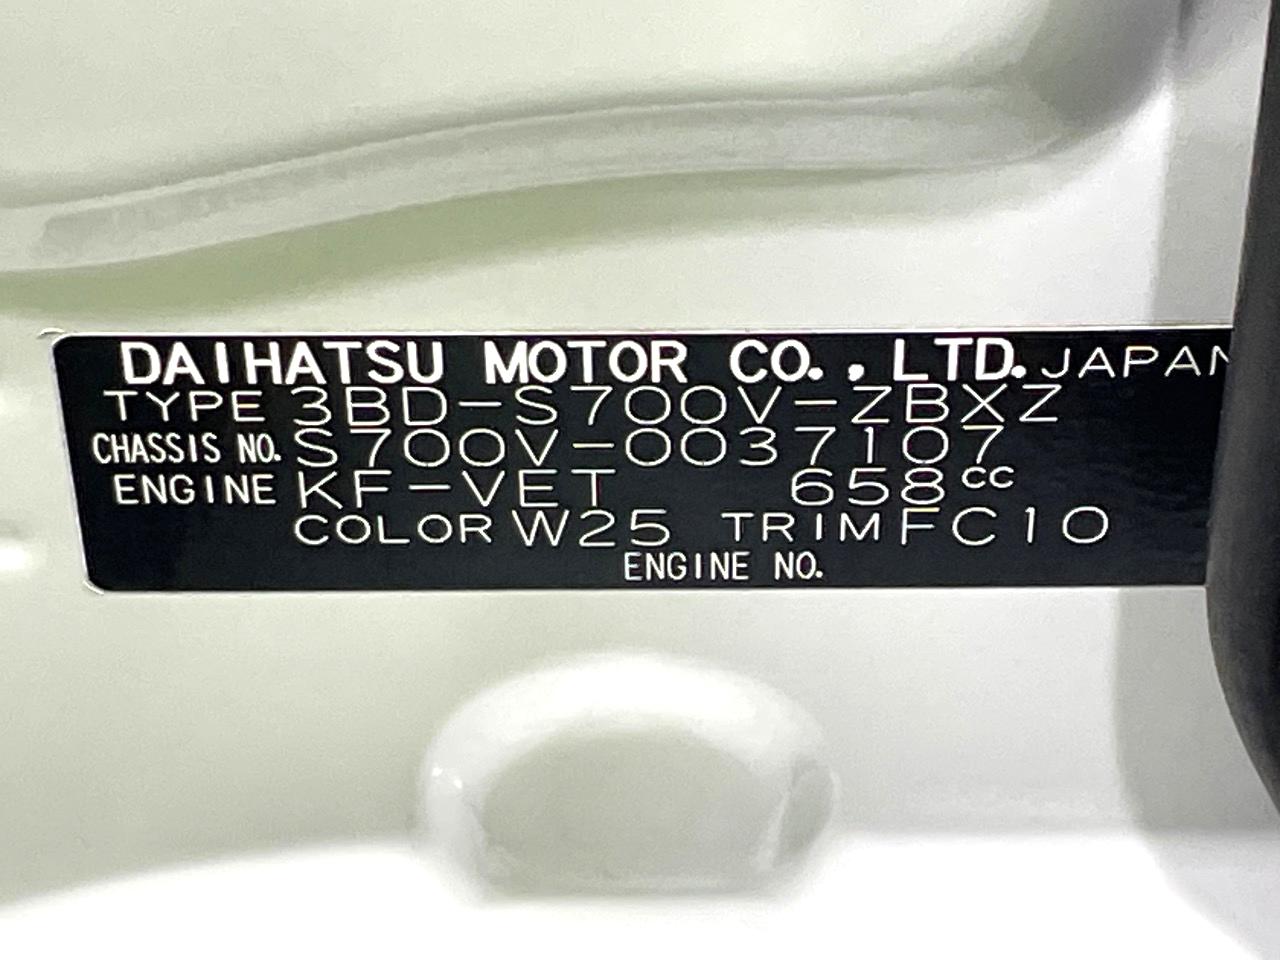 DAIHATSU MOTOR CO., LTD. JAPAN
TYPE 3BD-S700V-ZBXZ
CHASSIS NO. S700V-0037107
ENGINE KF-VET 658cc
COLOR W25 TRIM FC10
ENGINE NO.